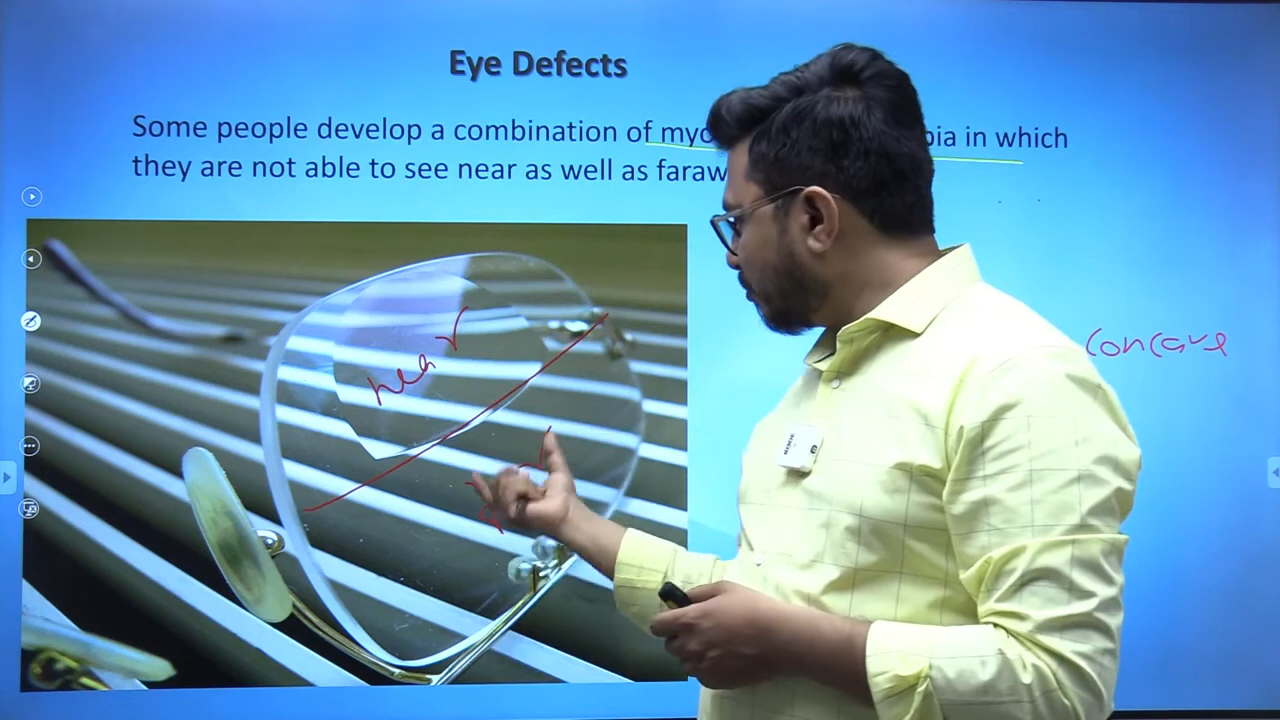 Eye Defects
Some people develop a combination of myo bia in which
they are not able to see near as well as faraw
near
concave